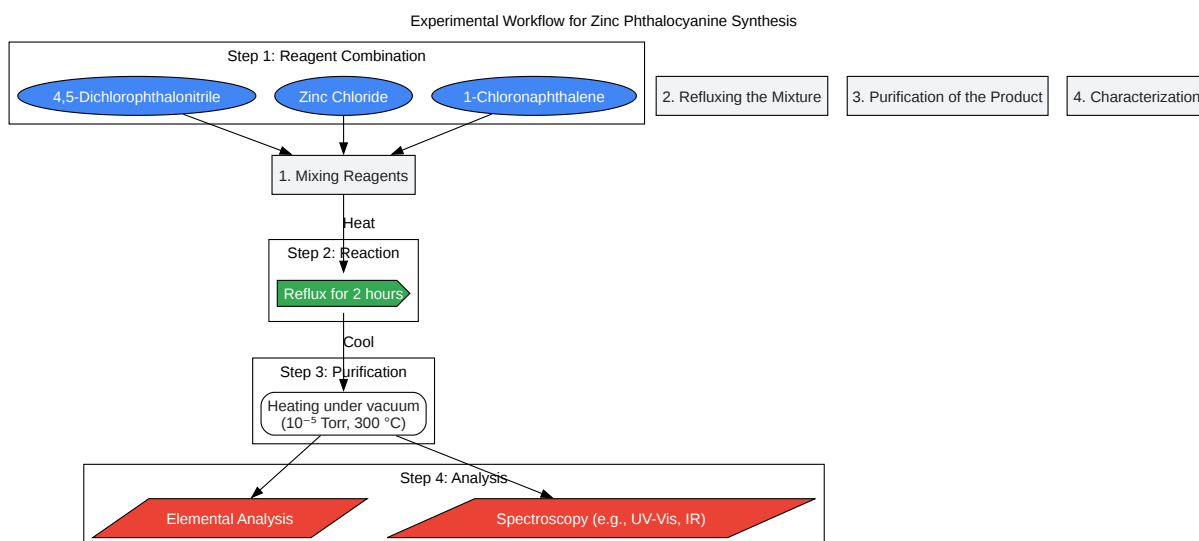 Experimental Workflow for Zinc Phthalocyanine Synthesis
Step 1: Reagent Combination
4,5-Dichlorophthalonitrile
Zinc Chloride
1-Chloronaphthalene
2. Refluxing the Mixture
3. Purification of the Product
4. Characterization
1. Mixing Reagents
Heat
Step 2: Reaction
Reflux for 2 hours
Cool
Step 3: Purification
Heating under vacuum
(10⁻⁵ Torr, 300 °C)
Step 4: Analysis
Elemental Analysis
Spectroscopy (e.g., UV-Vis, IR)